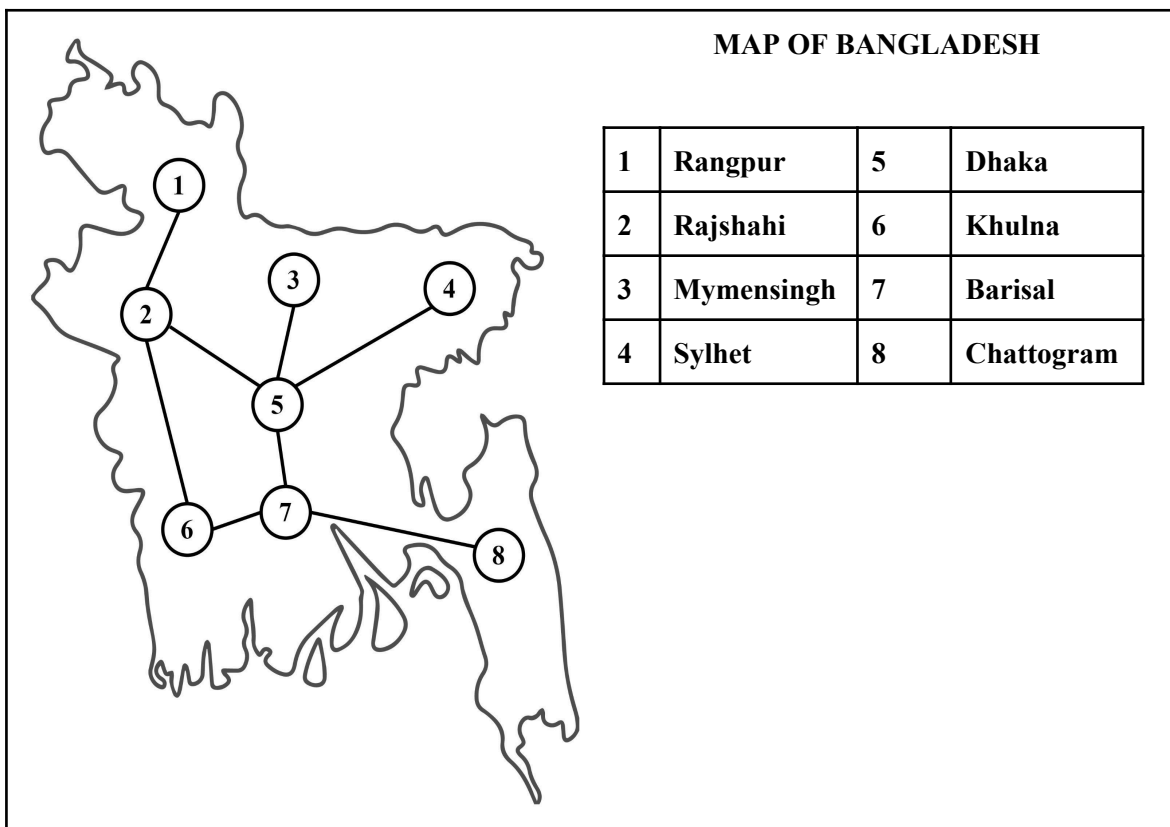 MAP OF BANGLADESH
1 Rangpur 5 Dhaka
2 Rajshahi 6 Khulna
3 Mymensingh 7 Barisal
4 Sylhet 8 Chattogram
1
2
3
4
5
6
7
8